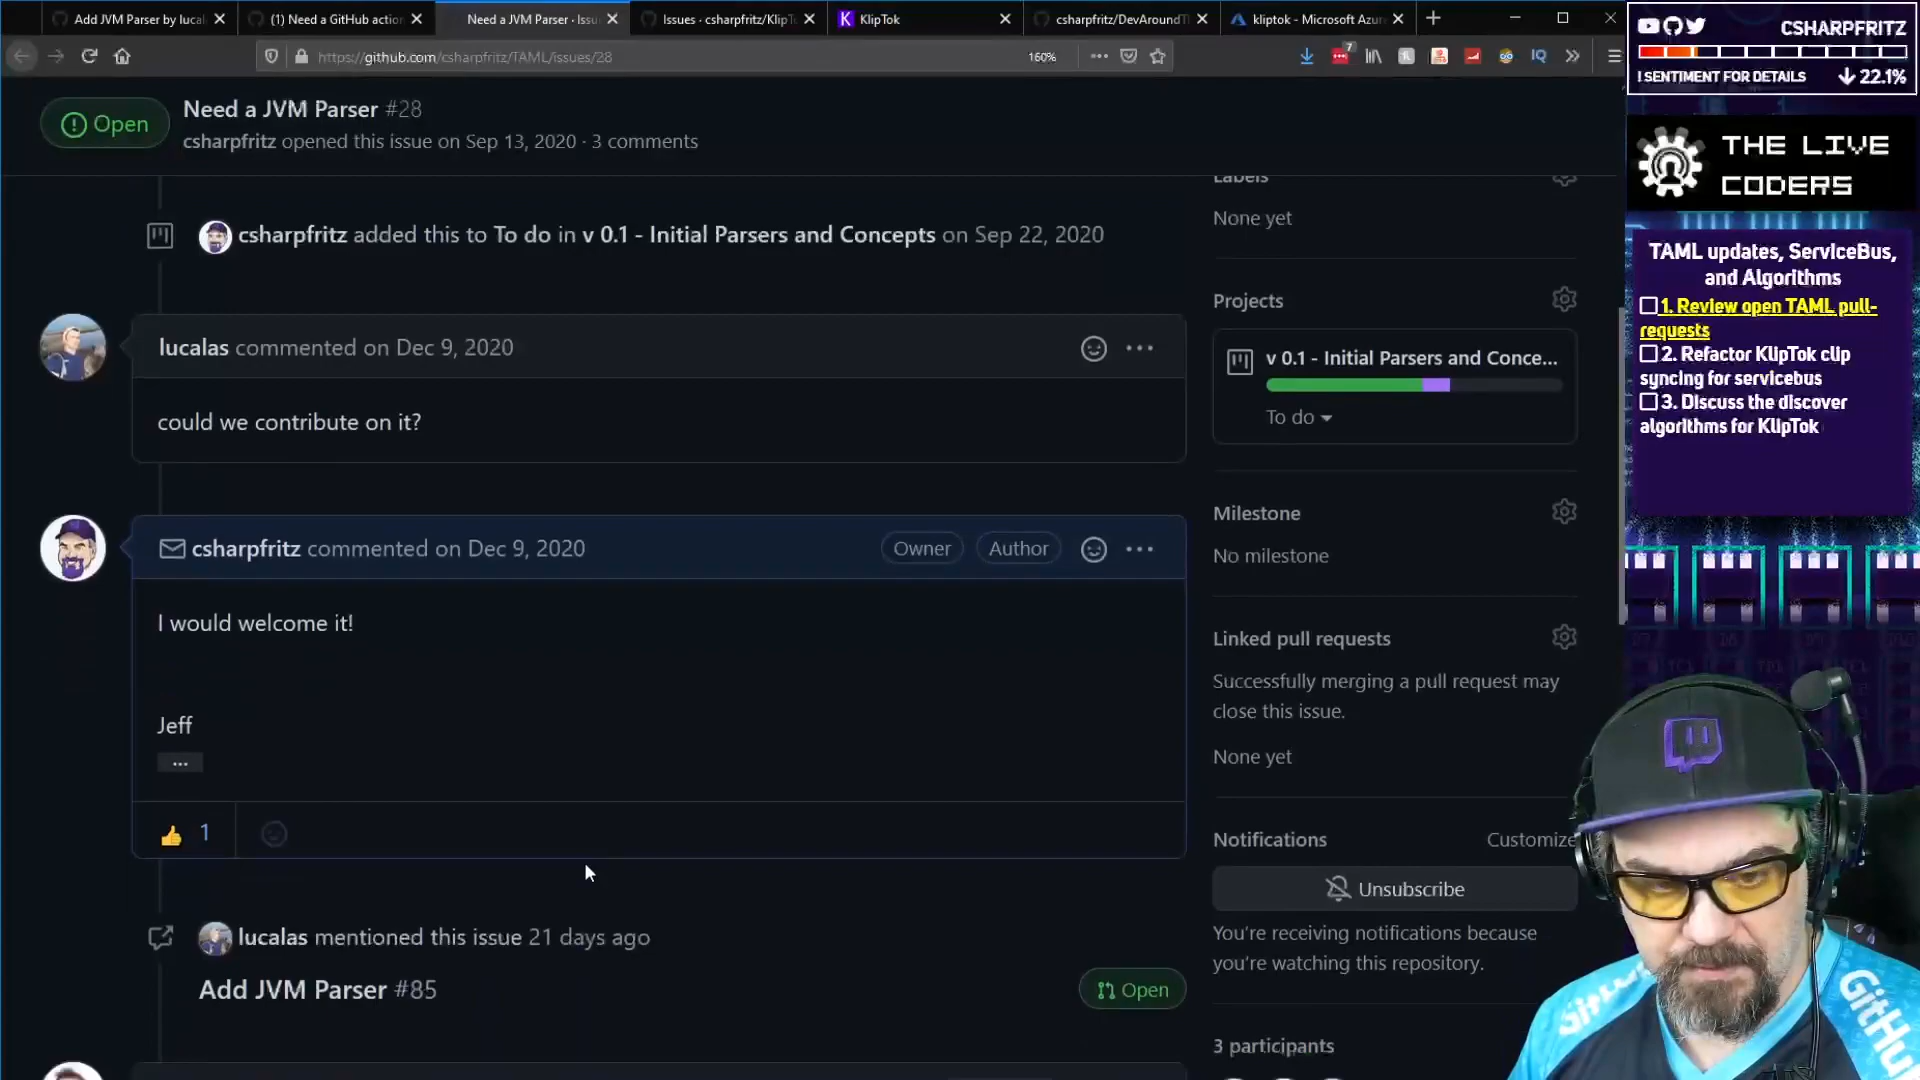 Add JVM Parser by lucal
(1) Need a GitHub action
Need a JVM Parser · Issu
Issues · csharpfritz/KlipT
KlipTok
csharpfritz/DevAroundT
kliptok - Microsoft Azur
https://github.com/csharpfritz/TAML/issues/28
160%
7
IQ
Open
Need a JVM Parser #28
csharpfritz opened this issue on Sep 13, 2020 · 3 comments
csharpfritz added this to To do in v 0.1 - Initial Parsers and Concepts on Sep 22, 2020
lucalas commented on Dec 9, 2020
could we contribute on it?
csharpfritz commented on Dec 9, 2020
Owner
Author
I would welcome it!
Jeff
...
1
lucalas mentioned this issue 21 days ago
Add JVM Parser #85
Open
Labels
None yet
Projects
v 0.1 - Initial Parsers and Conce...
To do
Milestone
No milestone
Linked pull requests
Successfully merging a pull request may
close this issue.
None yet
Notifications
Customize
Unsubscribe
You're receiving notifications because
you're watching this repository.
3 participants
CSHARPFRITZ
! SENTIMENT FOR DETAILS
22.1%
THE LIVE
CODERS
TAML updates, ServiceBus,
and Algorithms
1. Review open TAML pull-
requests
2. Refactor KlipTok clip
syncing for servicebus
3. Discuss the discover
algorithms for KlipTok
GitHu
GitHu